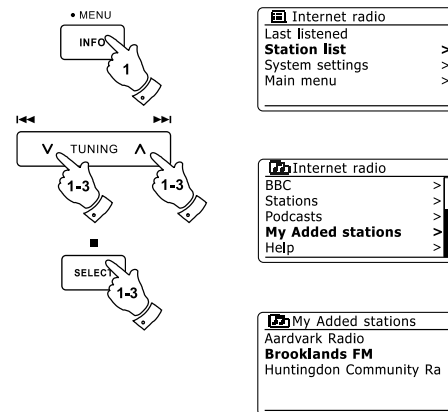 • MENU
INFO
1
TUNING
1-3
1-3
SELECT
1-3
Internet radio
Last listened
Station list >
System settings >
Main menu >
Internet radio
BBC >
Stations >
Podcasts >
My Added stations >
Help >
My Added stations
Aardvark Radio
Brooklands FM
Huntingdon Community Ra